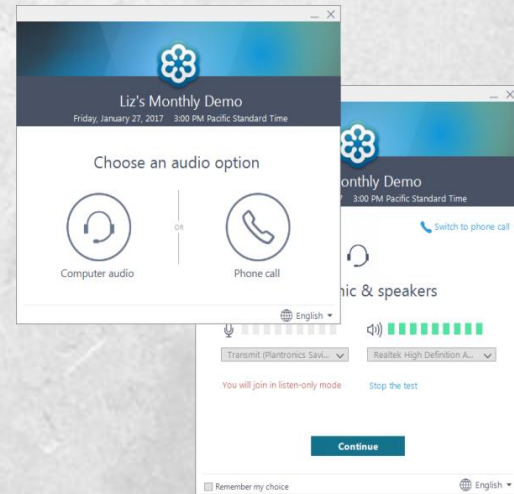 Liz's Monthly Demo
Friday, January 27, 2017 3:00 PM Pacific Standard Time
Choose an audio option
OR
Computer audio
Phone call
English
onthly Demo
3:00 PM Pacific Standard Time
Switch to phone call
nic & speakers
Transmit (Plantronics Savi...
Realtek High Definition A...
You will join in listen-only mode
Stop the test
Continue
Remember my choice
English